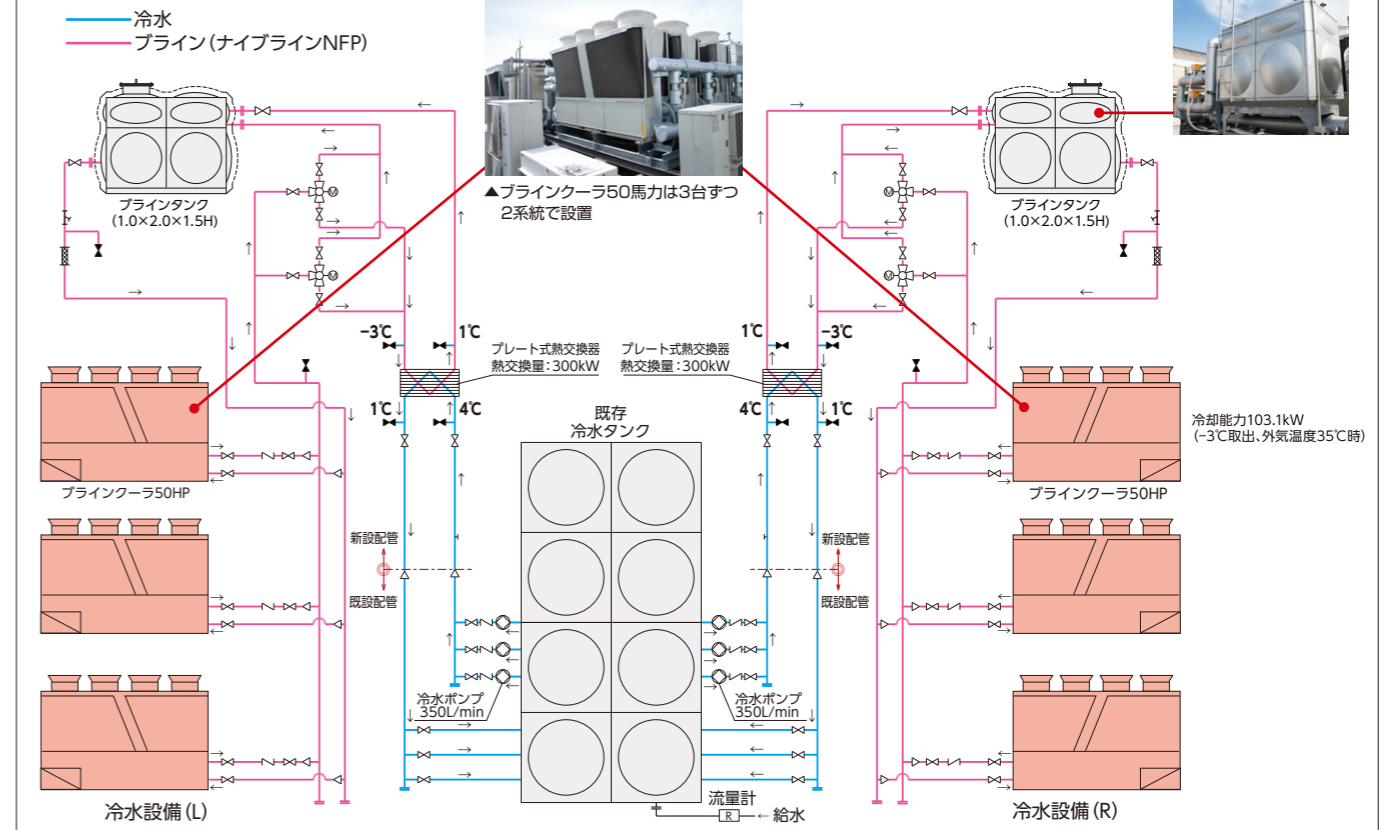 冷水
ブライン(ナイブラインNFP)
▲ブラインクーラ50馬力は3台ずつ
2系統で設置
ブラインタンク
(1.0×2.0×1.5H)
ブラインタンク
(1.0×2.0×1.5H)
M
M
M
M
-3℃
1℃
プレート式熱交換器
熱交換量:300kW
プレート式熱交換器
熱交換量:300kW
1℃
-3℃
1℃
4℃
4℃
1℃
既存
冷水タンク
冷却能力103.1kW
(-3℃取出、外気温度35℃時)
ブラインクーラ50HP
ブラインクーラ50HP
新設配管
既設配管
新設配管
既設配管
冷水ポンプ
350L/min
冷水ポンプ
350L/min
冷水設備(L)
流量計
R
給水
冷水設備(R)